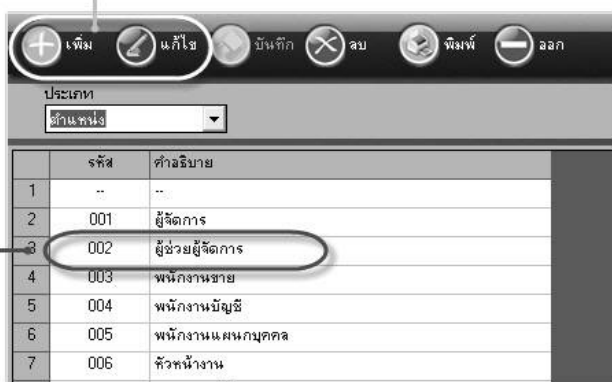 เพิ่ม แก้ไข บันทึก ลบ พิมพ์ ออก
ประเภท
ตำแหน่ง
รหัส คำอธิบาย
1 -- --
2 001 ผู้จัดการ
3 002 ผู้ช่วยผู้จัดการ
4 003 พนักงานขาย
5 004 พนักงานบัญชี
6 005 พนักงานแผนกบุคคล
7 006 หัวหน้างาน